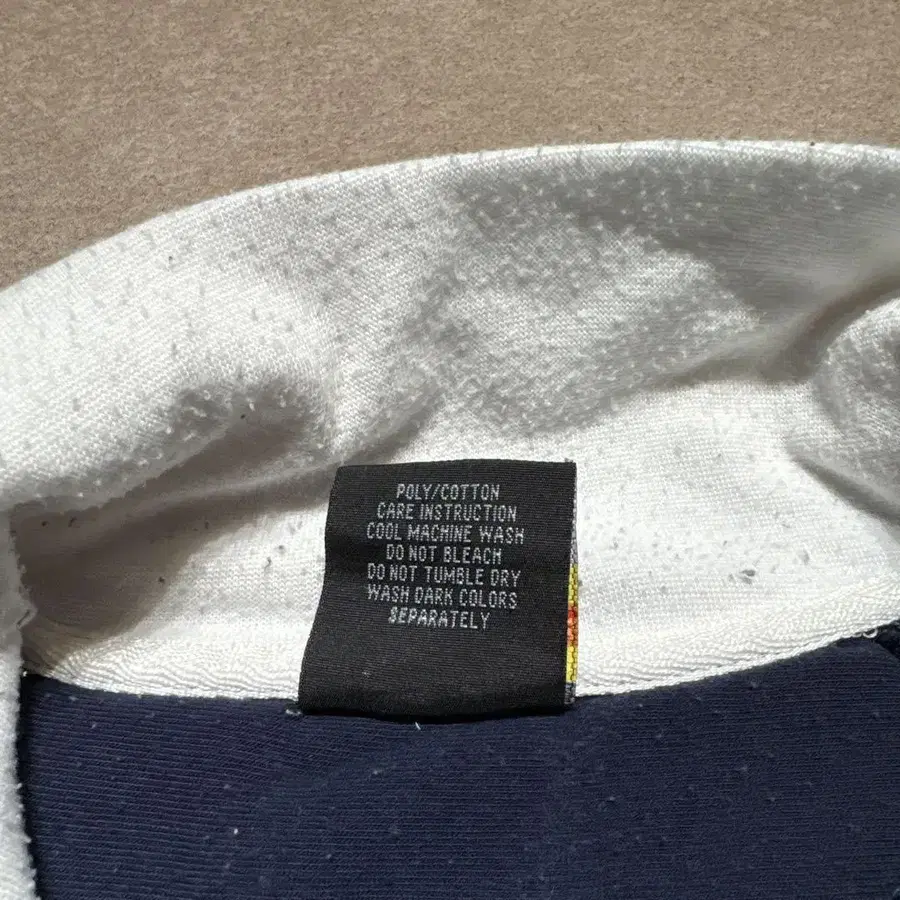 POLY/COTTON
CARE INSTRUCTION
COOL MACHINE WASH
DO NOT BLEACH
DO NOT TUMBLE DRY
WASH DARK COLORS
SEPARATELY